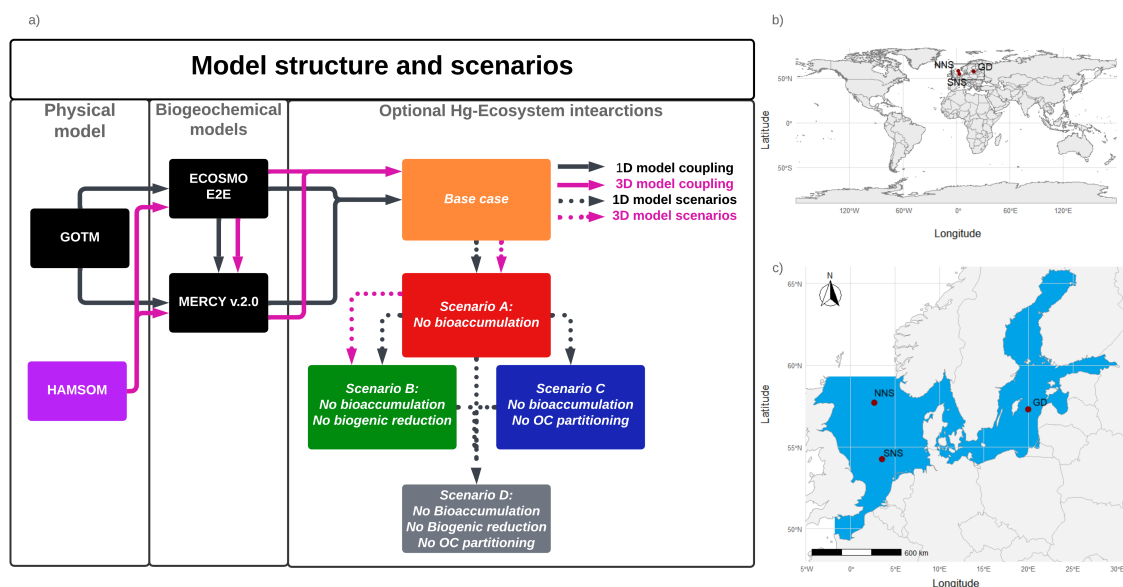 a)
Model structure and scenarios
Physical
model
Biogeochemical
models
Optional Hg-Ecosystem intearctions
ECOSMO
E2E
GOTM
MERCY v.2.0
HAMSOM
Base case
1D model coupling
3D model coupling
1D model scenarios
3D model scenarios
Scenario A:
No bioaccumulation
Scenario B:
No bioaccumulation
No biogenic reduction
Scenario C
No bioaccumulation
No OC partitioning
Scenario D:
No Bioaccumulation
No Biogenic reduction
No OC partitioning
b)
NNS
GD
SNS
50°N
0°
50°S
Latitude
120°W
60°W
0°
60°E
120°E
Longitude
c)
N
65°N
60°N
55°N
50°N
Latitude
NNS
GD
SNS
600 km
5°W
0°
5°E
10°E
15°E
20°E
25°E
30°E
Longitude